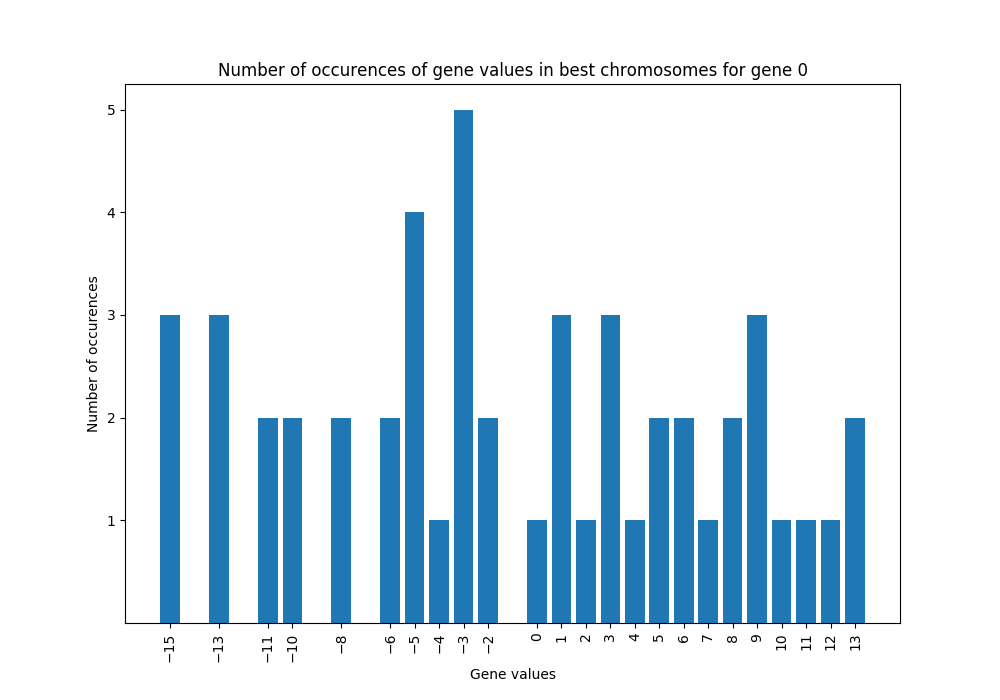 Number of occurences of gene values in best chromosomes for gene 0
5
4
3
2
1
Number of occurences
−15 −13 −11 −10 −8 −6 −5 −4 −3 −2 0 1 2 3 4 5 6 7 8 9 10 11 12 13
Gene values